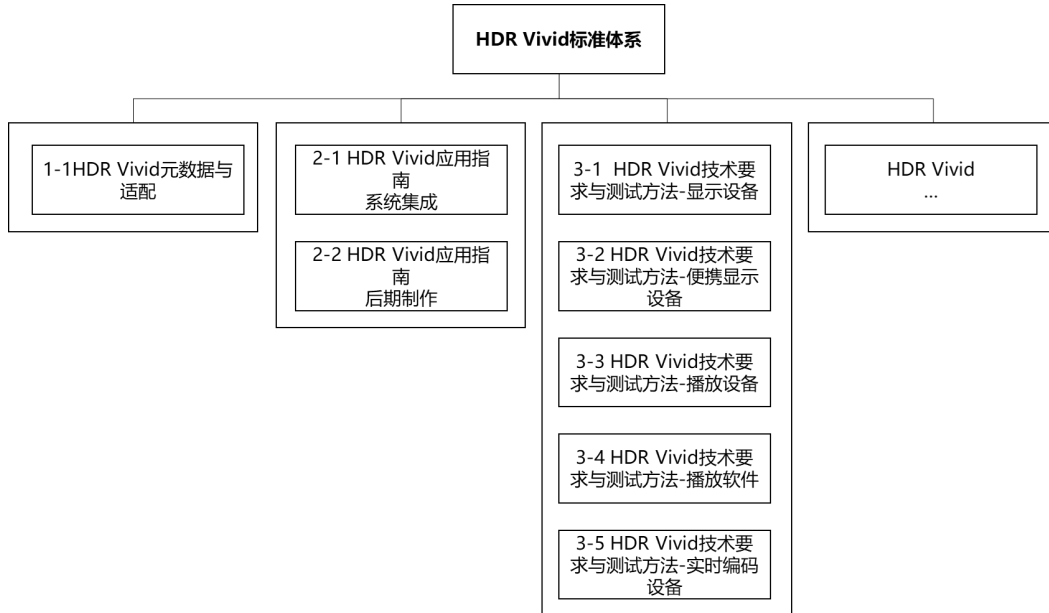 HDR Vivid标准体系
1-1HDR Vivid元数据与
适配
2-1 HDR Vivid应用指
南
系统集成
2-2 HDR Vivid应用指
南
后期制作
3-1  HDR Vivid技术要
求与测试方法-显示设备
3-2 HDR Vivid技术要
求与测试方法-便携显示
设备
3-3 HDR Vivid技术要
求与测试方法-播放设备
3-4 HDR Vivid技术要
求与测试方法-播放软件
3-5 HDR Vivid技术要
求与测试方法-实时编码
设备
HDR Vivid
...